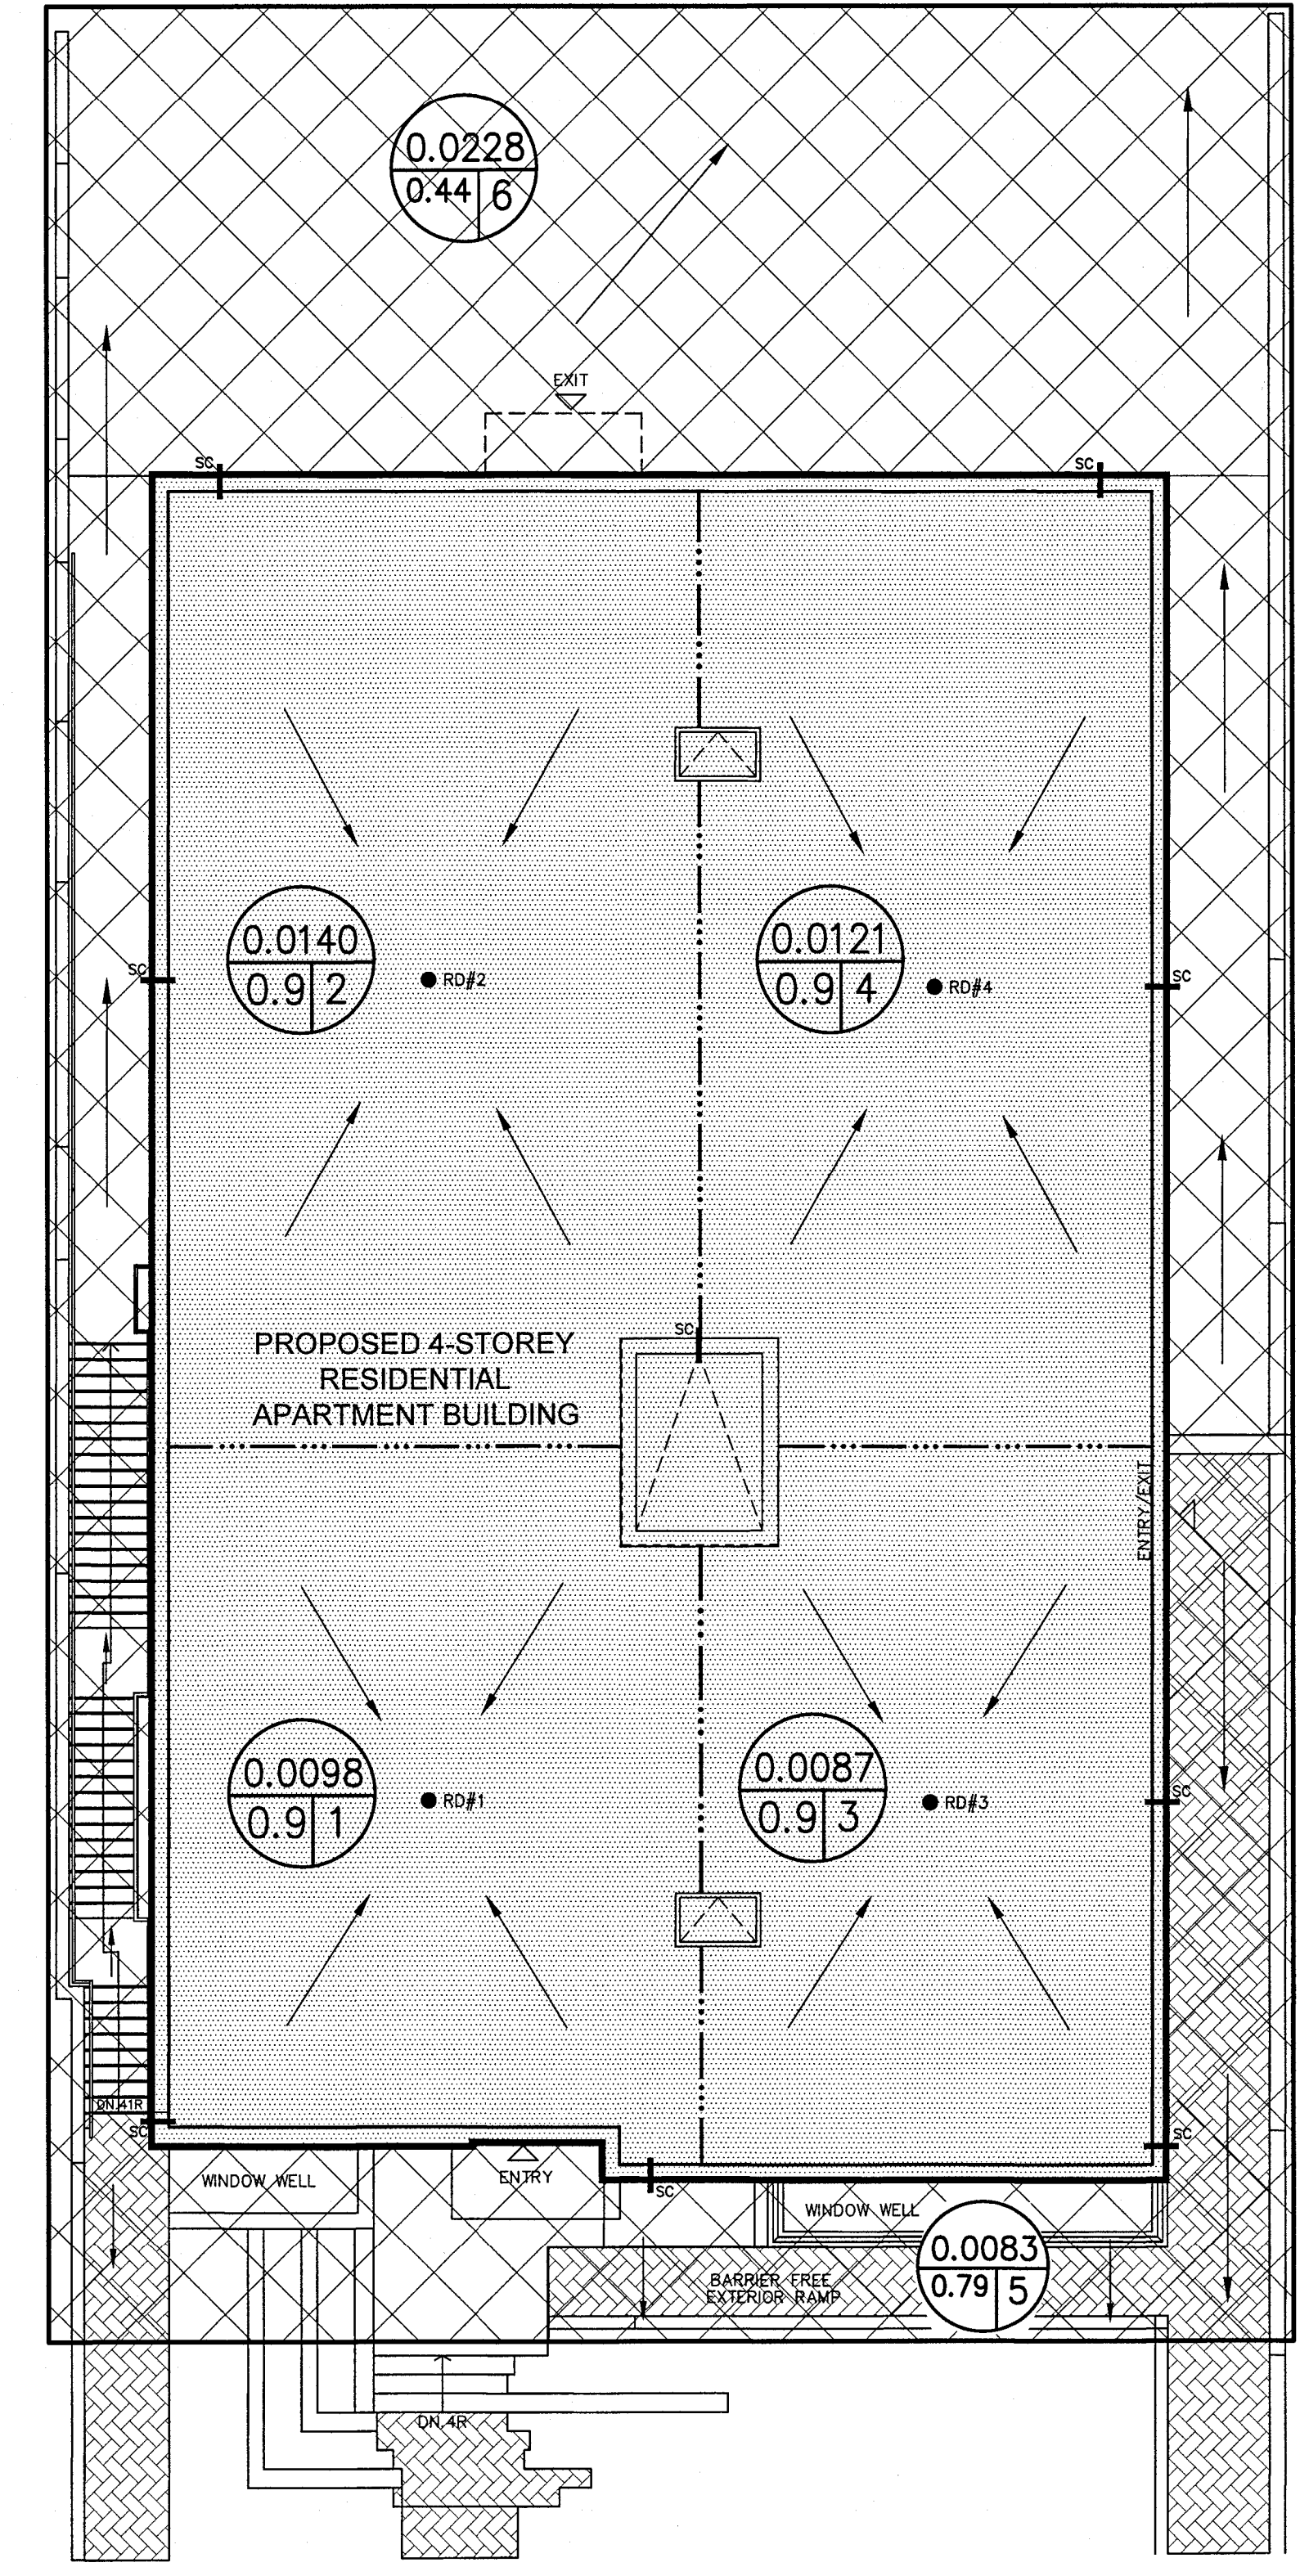 0.0228
0.44 6
EXIT
SC
SC
0.0140
0.9 2
RD#2
0.0121
0.9 4
RD#4
SC
SC
SC
PROPOSED 4-STOREY
RESIDENTIAL
APARTMENT BUILDING
ENTRY/EXIT
0.0098
0.9 1
RD#1
0.0087
0.9 3
RD#3
SC
DN.41R
SC
SC
WINDOW WELL
ENTRY
SC
WINDOW WELL
0.0083
0.79 5
BARRIER FREE
EXTERIOR RAMP
DN.4R